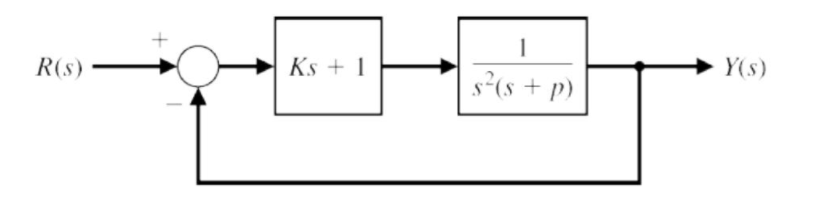 +
R(s)
Ks + 1
1
s²(s + p)
Y(s)
−